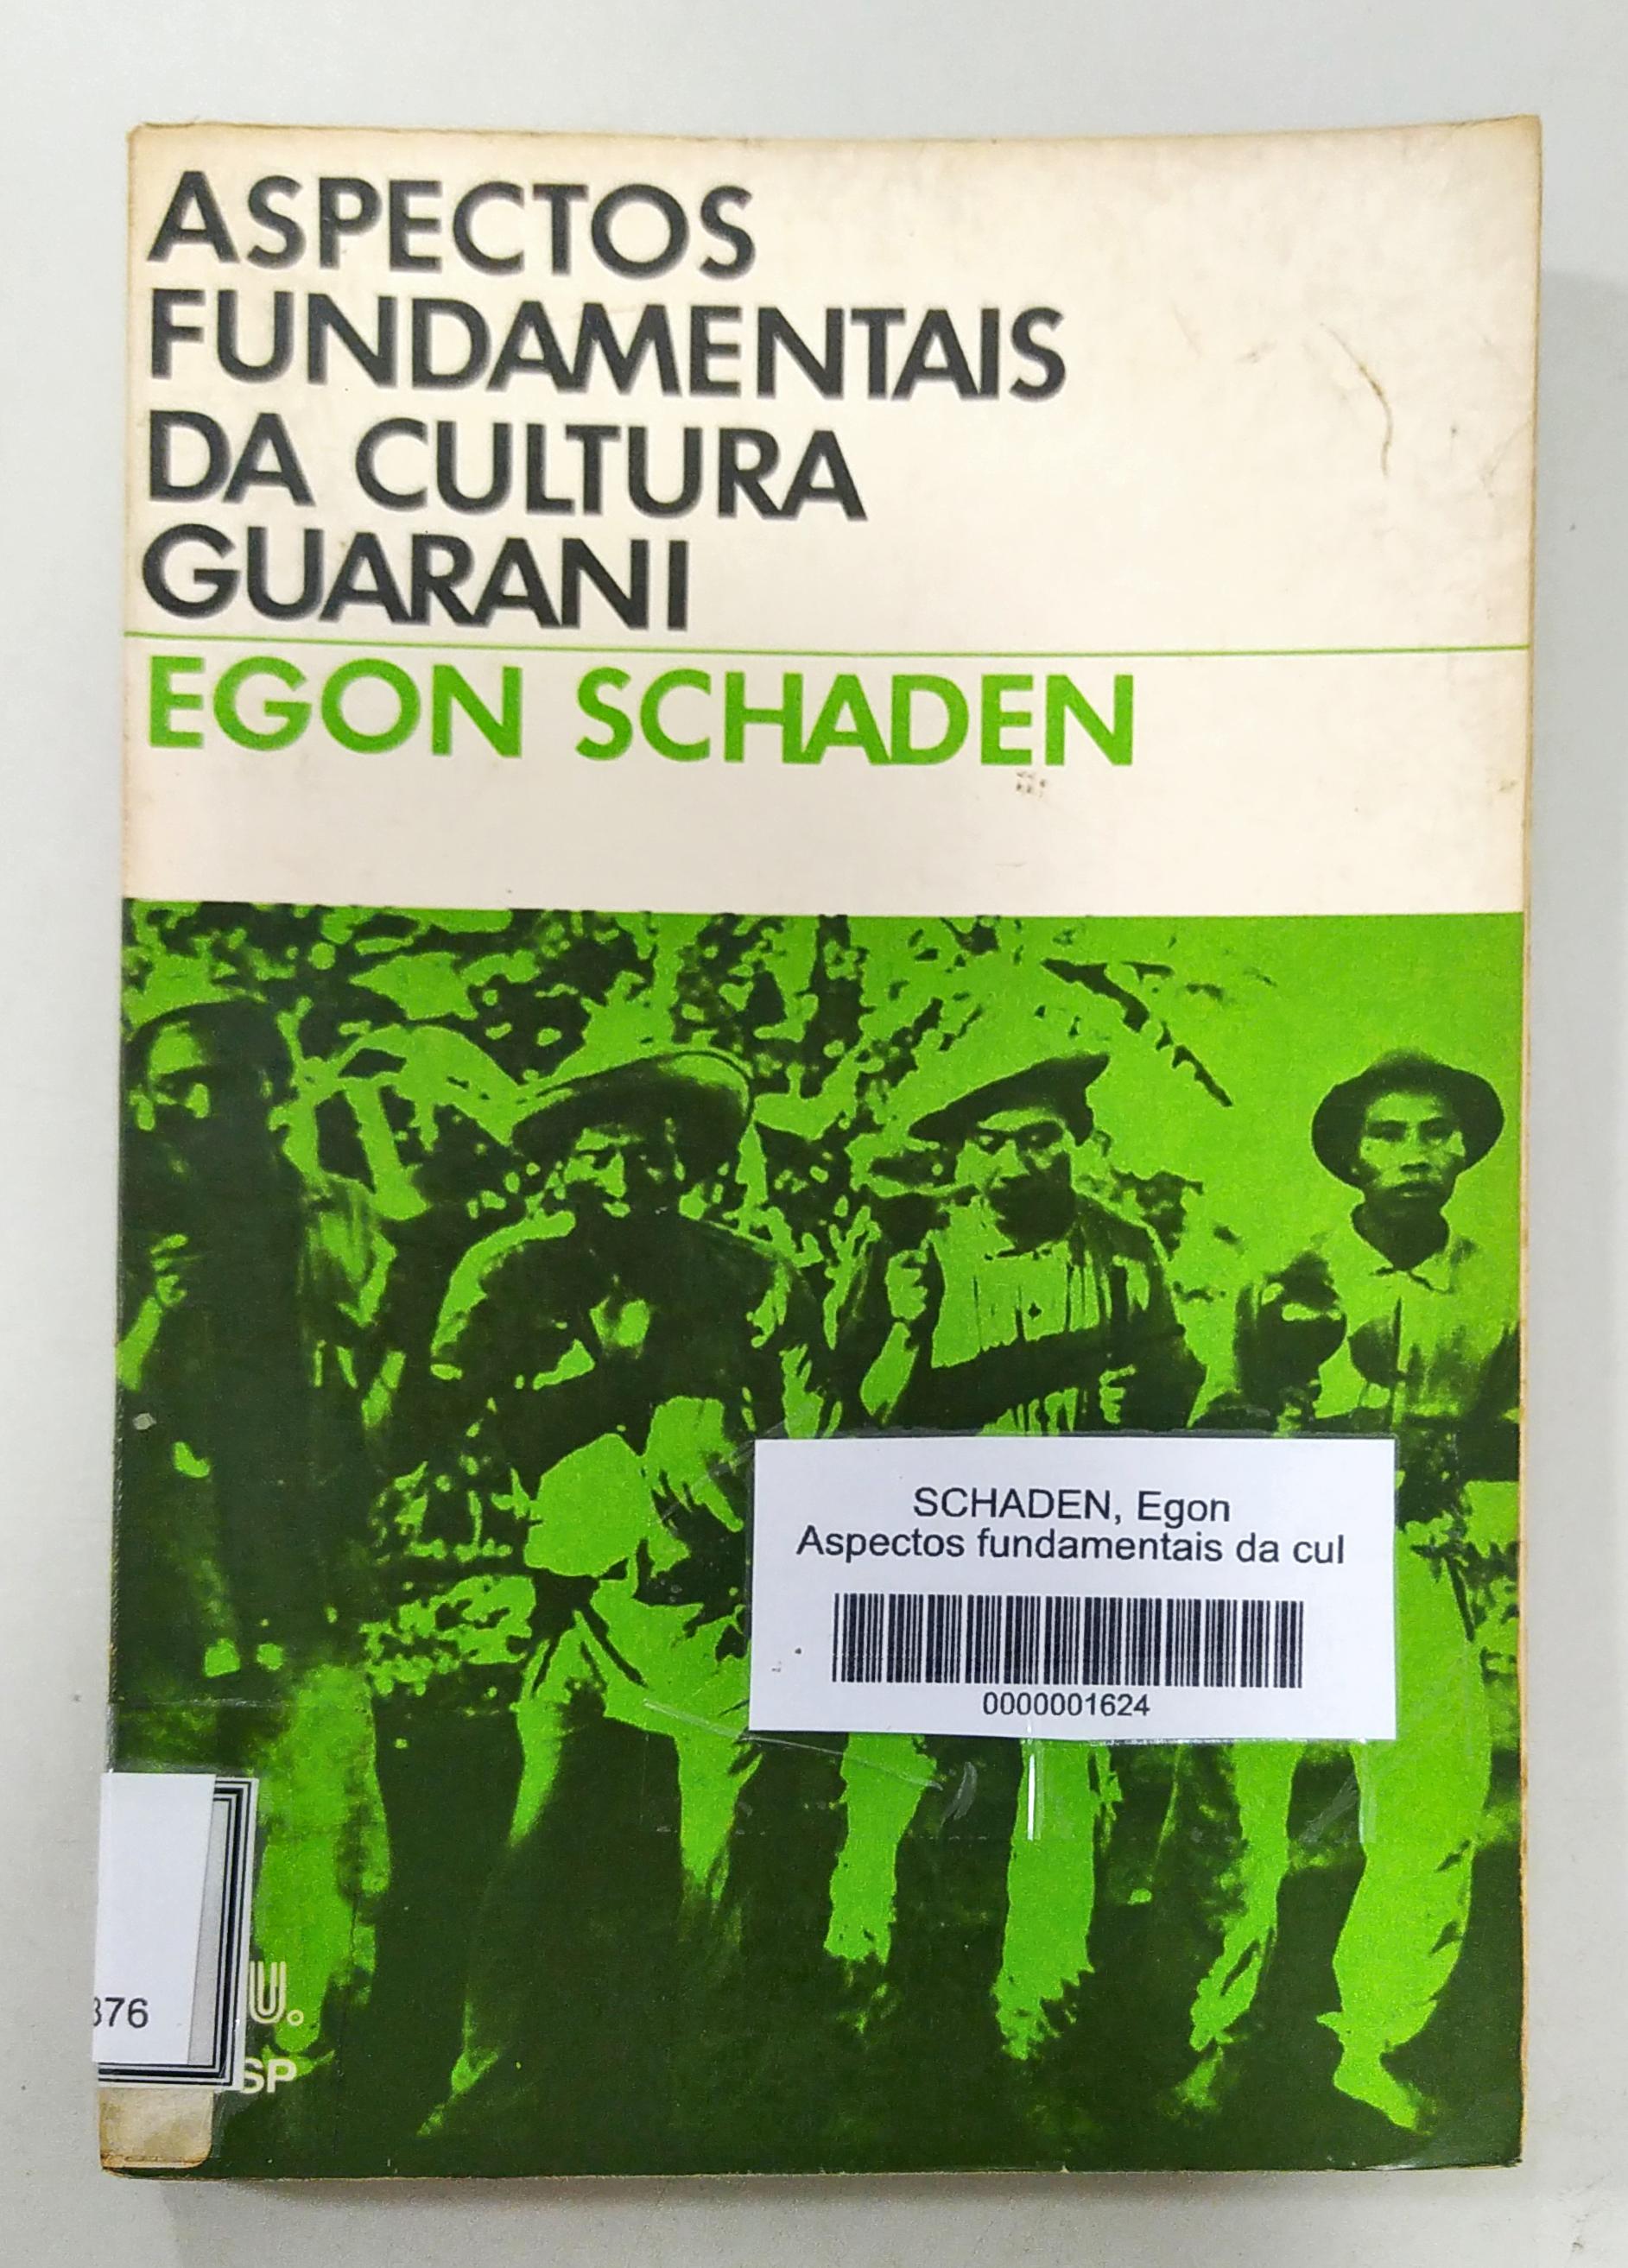 ASPECTOS
FUNDAMENTAIS
DA CULTURA
GUARANI
EGON SCHADEN
SCHADEN, Egon
Aspectos fundamentais da cul
0000001624
U.
376
SP